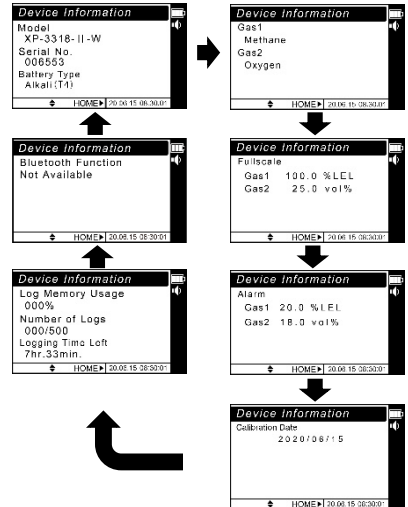 Device Information
Model
XP-3318-II-W
Serial No.
006553
Battery Type
Alkali(T4)
HOME▶ 20.06.15 08:30:01
Device Information
Gas1
Methane
Gas2
Oxygen
HOME▶ 20.06.15 08:30:01
Device Information
Fullscale
Gas1 100.0 %LEL
Gas2 25.0 vol%
HOME▶ 20.06.15 08:30:01
Device Information
Alarm
Gas1 20.0 %LEL
Gas2 18.0 vol%
HOME▶ 20.06.15 08:30:01
Device Information
Calibration Date
2020/06/15
HOME▶ 20.06.15 08:30:01
Device Information
Log Memory Usage
000%
Number of Logs
000/500
Logging Time Left
7hr.33min.
HOME▶ 20.06.15 08:30:01
Device Information
Bluetooth Function
Not Available
HOME▶ 20.06.15 08:30:01